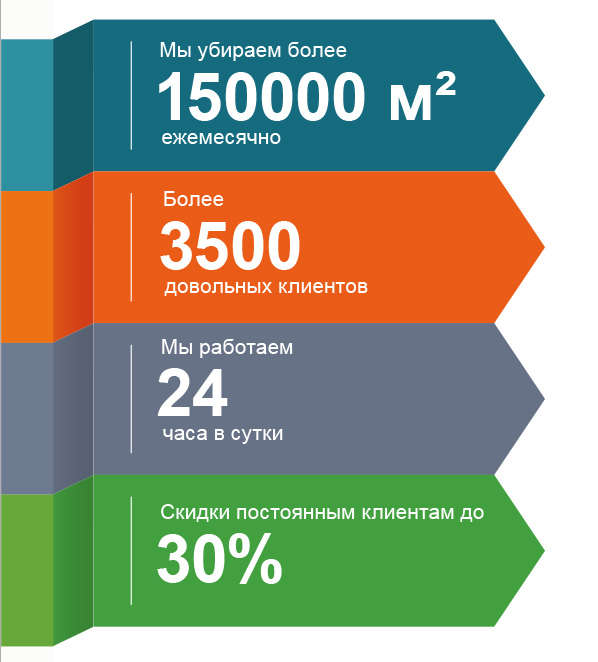 Мы убираем более
150000 м²
ежемесячно
Более
3500
довольных клиентов
Мы работаем
24
часа в сутки
Скидки постоянным клиентам до
30%